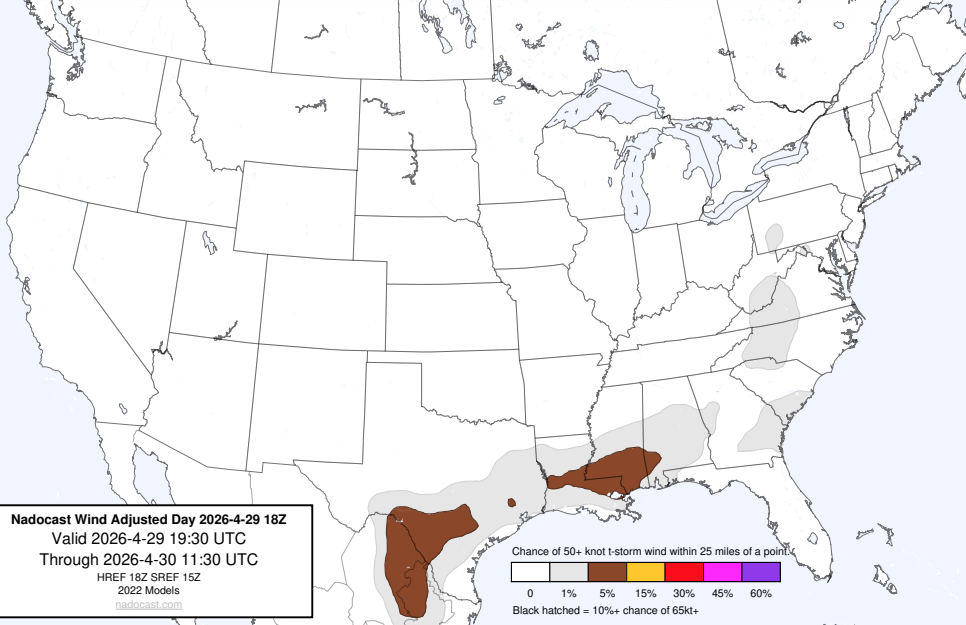 Nadocast Wind Adjusted Day 2026-4-29 18Z
Valid 2026-4-29 19:30 UTC
Through 2026-4-30 11:30 UTC
HREF 18Z SREF 15Z
2022 Models
nadocast.com
Chance of 50+ knot t-storm wind within 25 miles of a point.
0 1% 5% 15% 30% 45% 60%
Black hatched = 10%+ chance of 65kt+